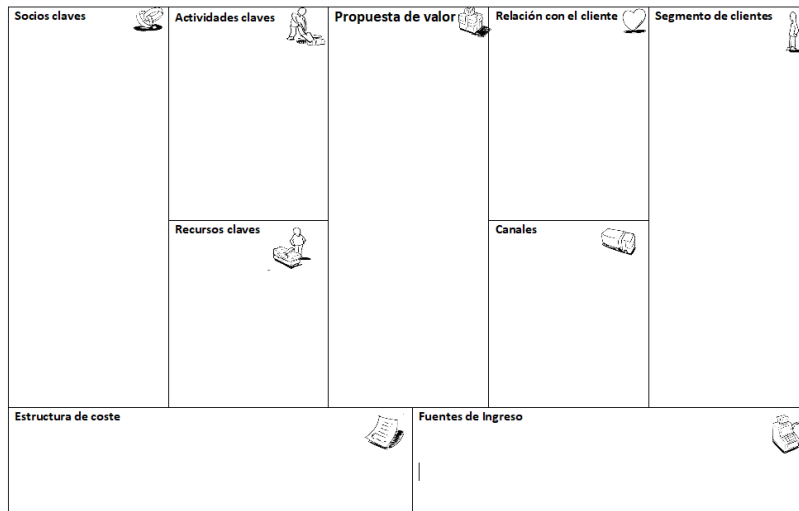 Socios claves
Actividades claves
Propuesta de valor
Relación con el cliente
Segmento de clientes
Recursos claves
Canales
Estructura de coste
Fuentes de Ingreso